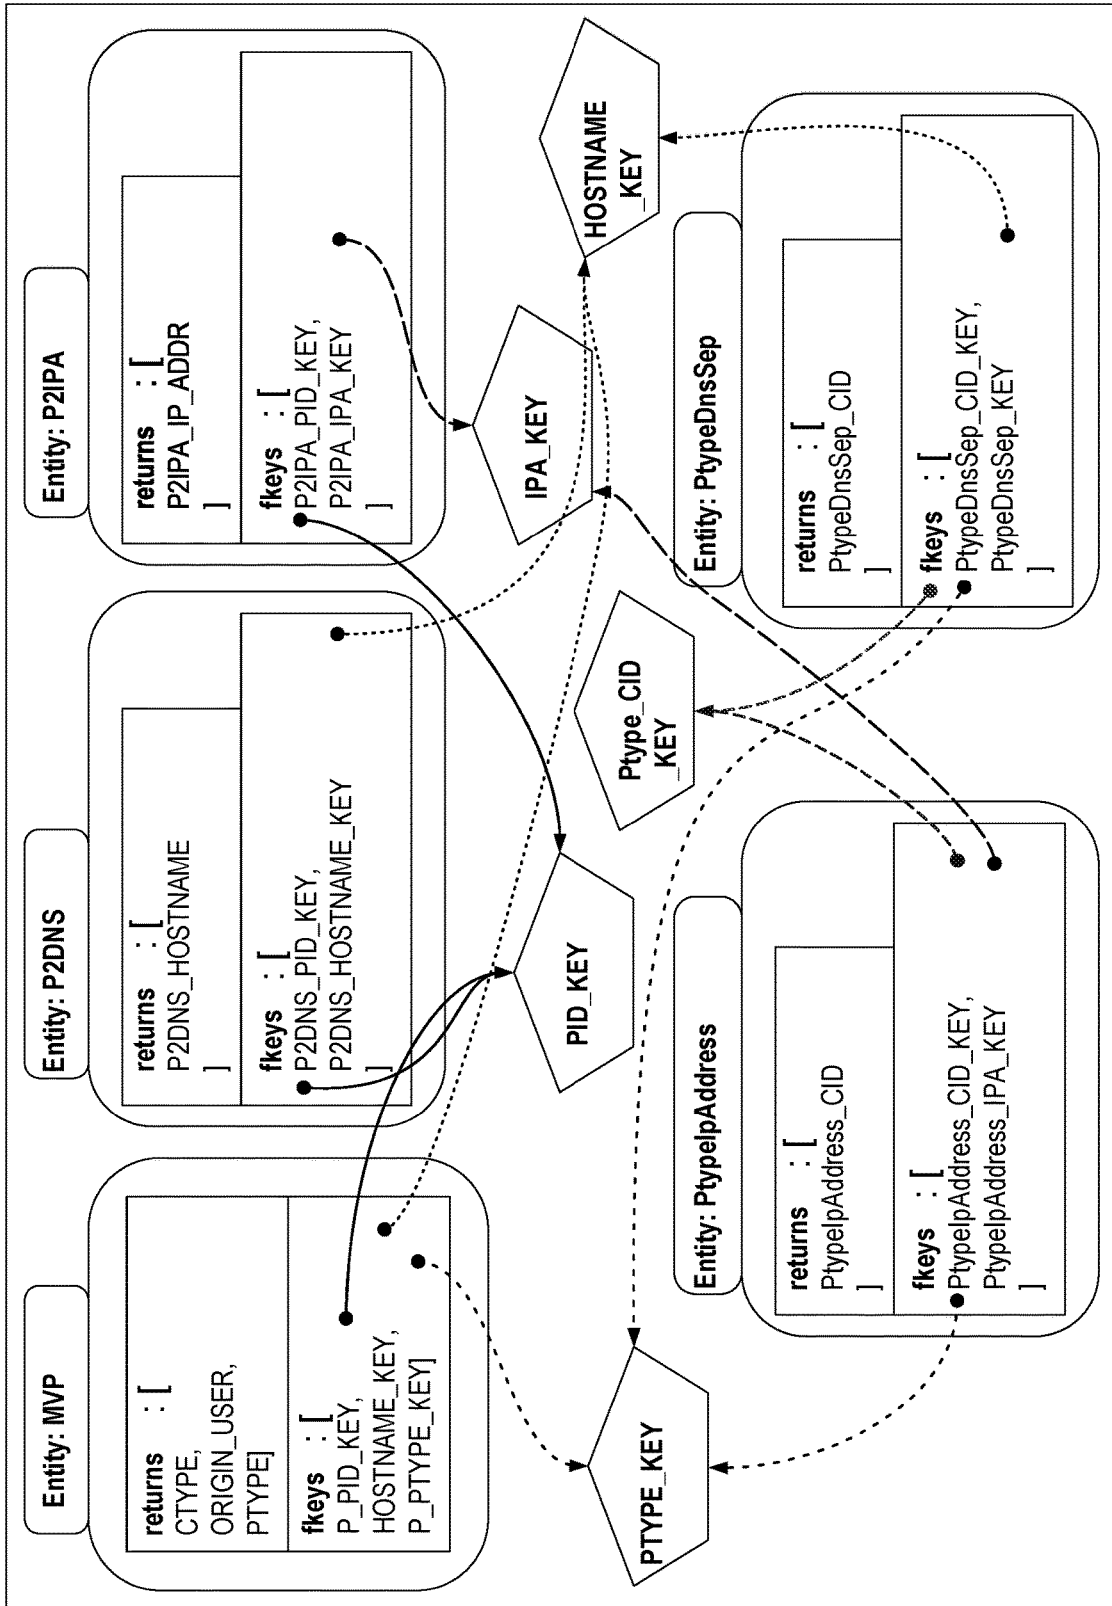 Entity: MVP
returns : [
CTYPE,
ORIGIN_USER,
PTYPE]
fkeys : [
P_PID_KEY,
HOSTNAME_KEY,
P_PTYPE_KEY]
Entity: P2DNS
returns : [
P2DNS_HOSTNAME
]
fkeys : [
P2DNS_PID_KEY,
P2DNS_HOSTNAME_KEY
]
Entity: P2IPA
returns : [
P2IPA_IP_ADDR
]
fkeys : [
P2IPA_PID_KEY,
P2IPA_IPA_KEY
]
PTYPE_KEY
PID_KEY
Ptype_CID
_KEY
IPA_KEY
HOSTNAME
_KEY
Entity: PtypeIpAddress
returns : [
PtypeIpAddress_CID
]
fkeys : [
PtypeIpAddress_CID_KEY,
PtypeIpAddress_IPA_KEY
]
Entity: PtypeDnsSep
returns : [
PtypeDnsSep_CID
]
fkeys : [
PtypeDnsSep_CID_KEY,
PtypeDnsSep_KEY
]